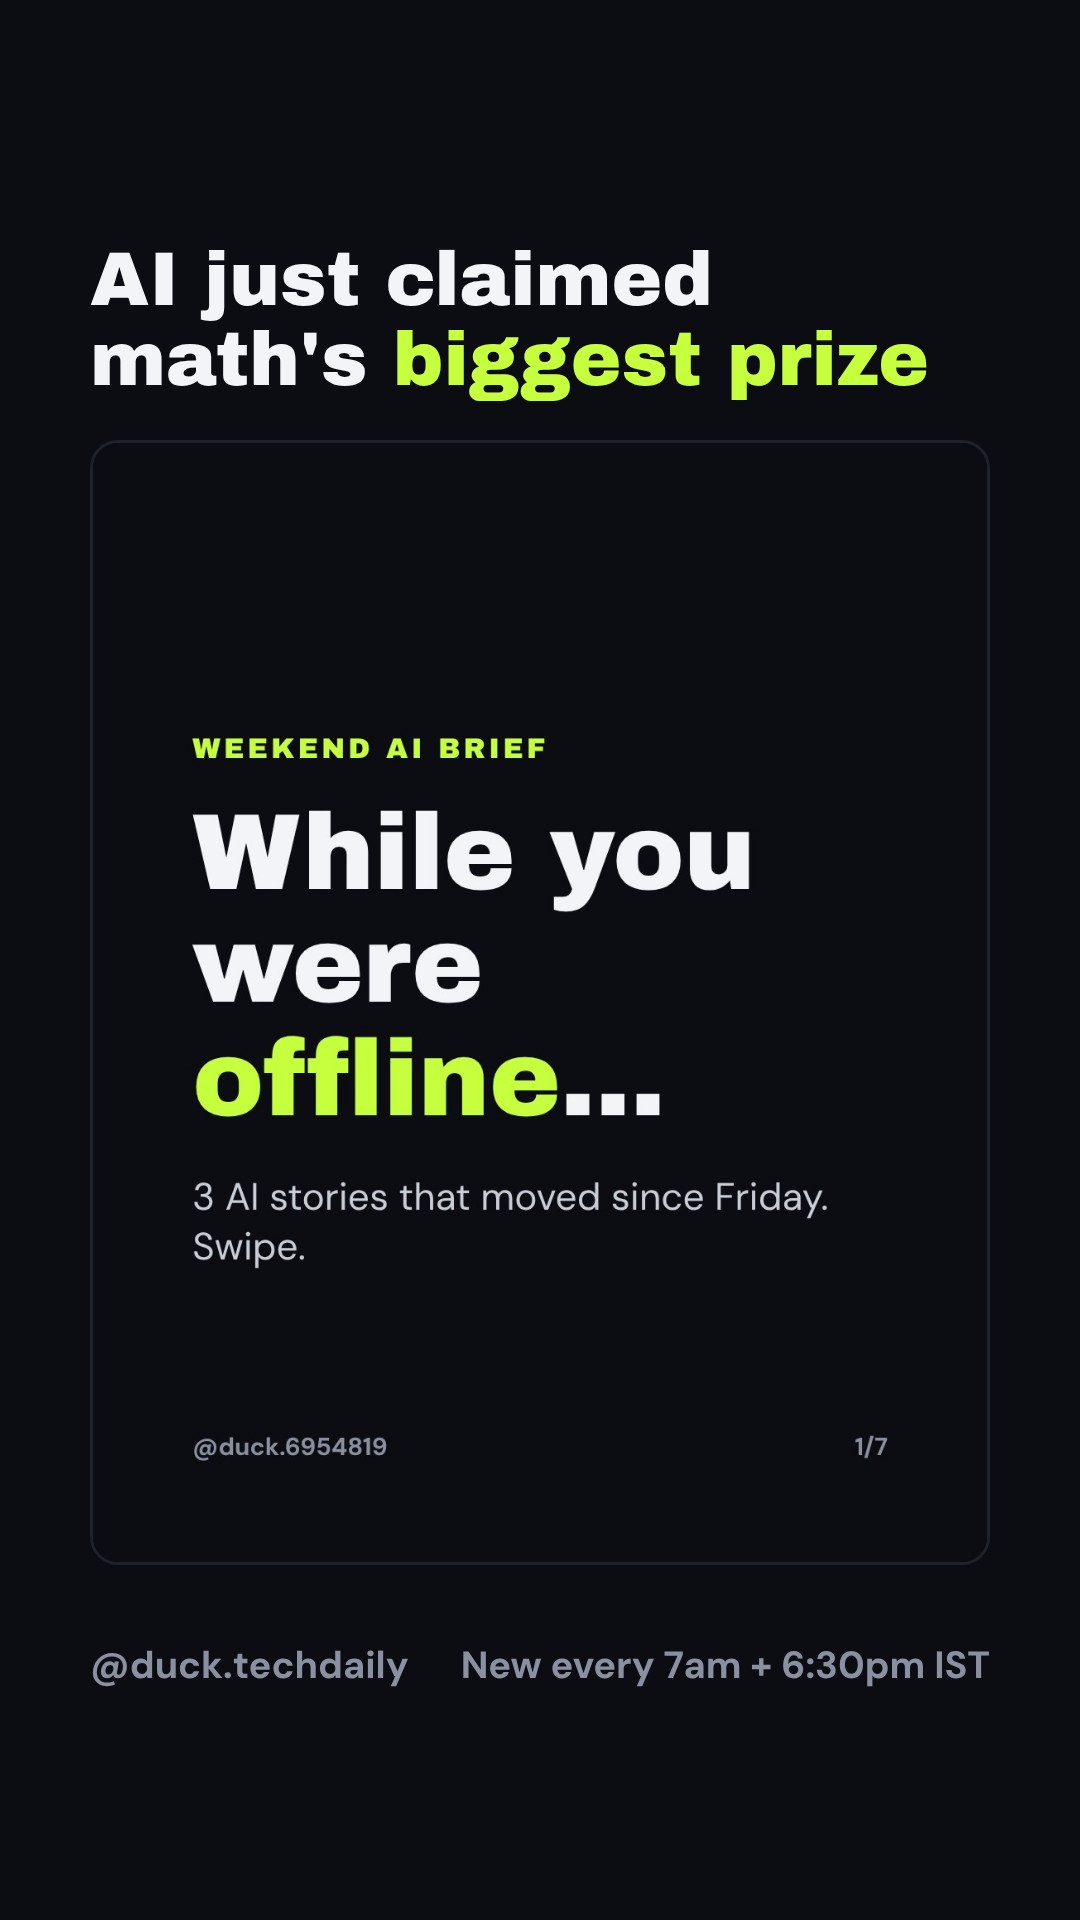 AI just claimed
math's biggest prize
WEEKEND AI BRIEF
While you
were
offline...
3 AI stories that moved since Friday.
Swipe.
@duck.6954819
1/7
@duck.techdaily
New every 7am + 6:30pm IST